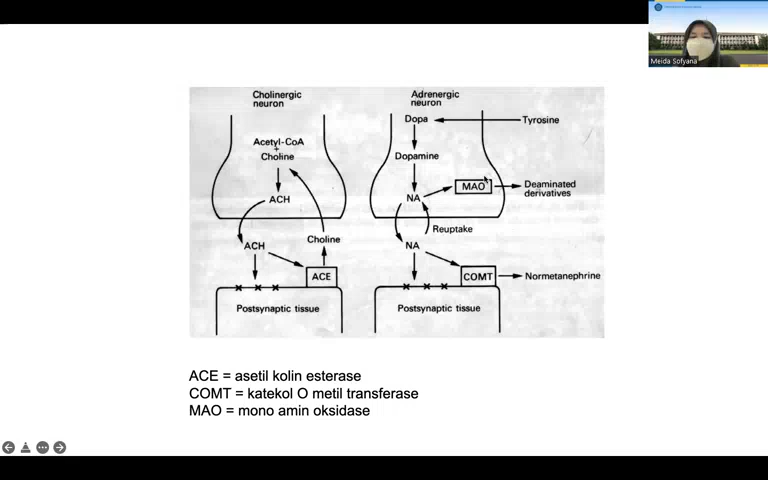 Meida Sofyana
Cholinergic
neuron
Acetyl-CoA
+
Choline
ACH
ACH
Choline
ACE
Postsynaptic tissue
Adrenergic
neuron
Dopa
Tyrosine
Dopamine
NA
MAO
Deaminated
derivatives
Reuptake
NA
COMT
Normetanephrine
Postsynaptic tissue
ACE = asetil kolin esterase
COMT = katekol O metil transferase
MAO = mono amin oksidase